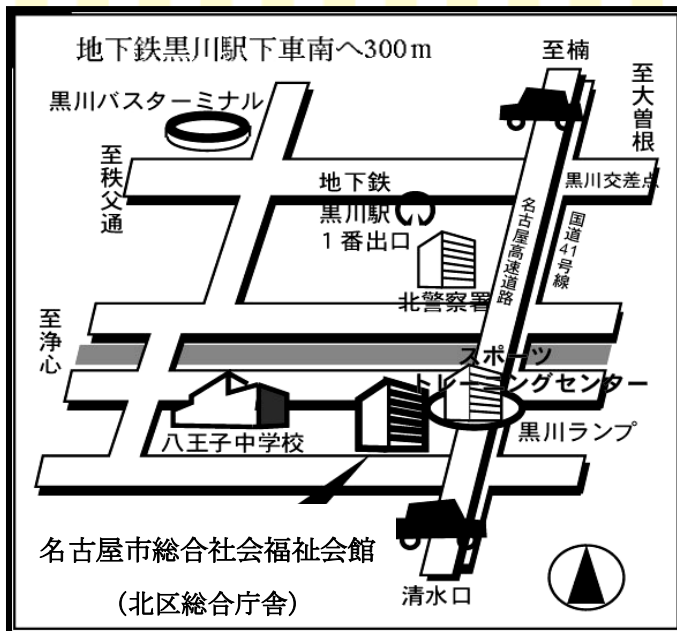 地下鉄黒川駅下車南へ300m
至楠
至大曽根
黒川バスターミナル
至秩父通
地下鉄
黒川駅
1番出口
黒川交差点
名古屋高速道路
国道41号線
北警察署
至浄心
スポーツ
トレーニングセンター
八王子中学校
黒川ランプ
名古屋市総合社会福祉会館
(北区総合庁舎)
清水口